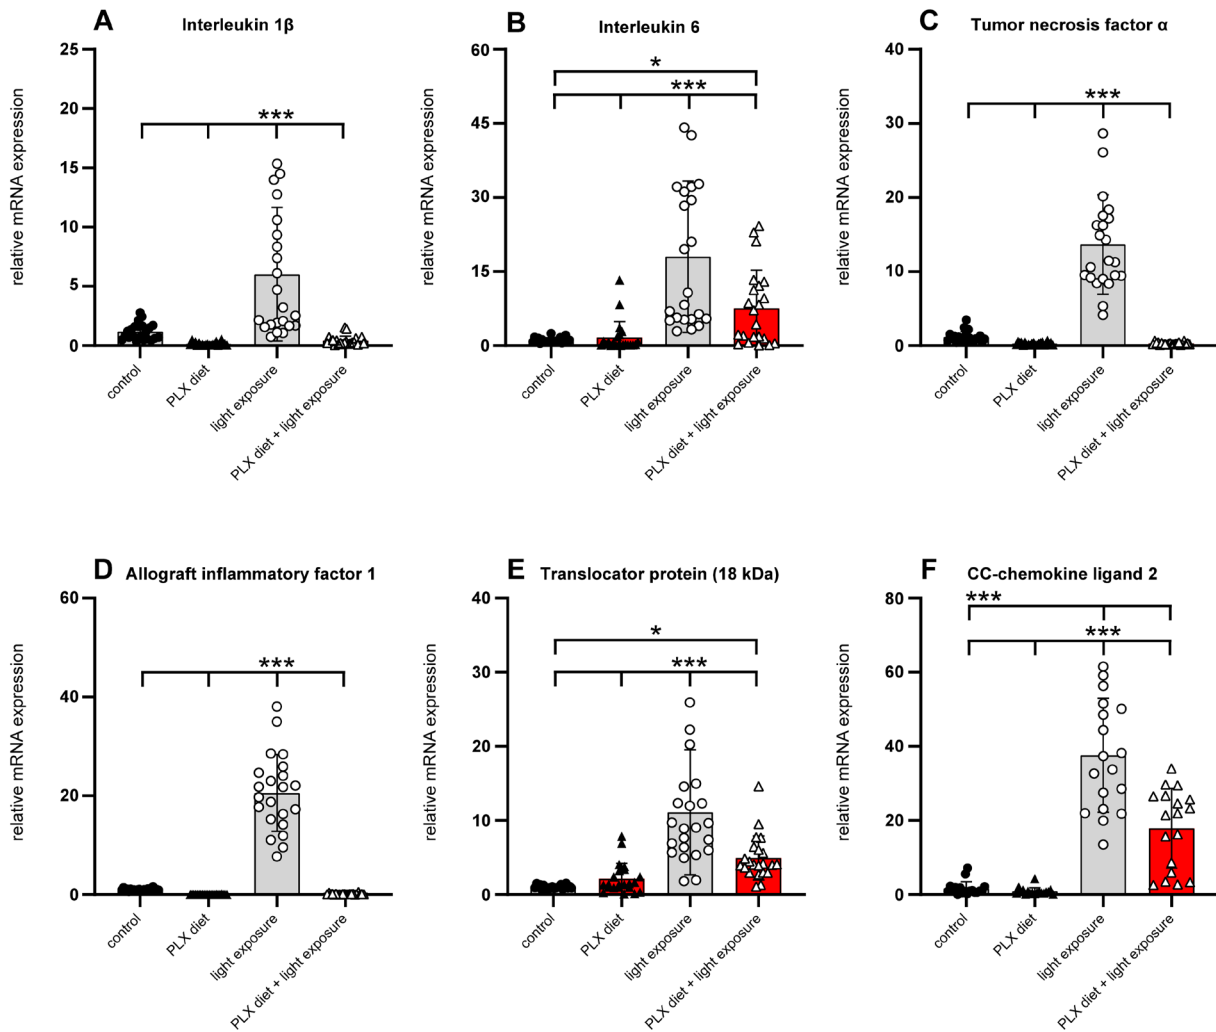 A Interleukin 1β
relative mRNA expression
25
20
15
10
5
0
***
control
PLX diet
light exposure
PLX diet + light exposure
B Interleukin 6
relative mRNA expression
60
45
30
15
0
*
***
control
PLX diet
light exposure
PLX diet + light exposure
C Tumor necrosis factor α
relative mRNA expression
40
30
20
10
0
***
control
PLX diet
light exposure
PLX diet + light exposure
D Allograft inflammatory factor 1
relative mRNA expression
60
40
20
0
***
control
PLX diet
light exposure
PLX diet + light exposure
E Translocator protein (18 kDa)
relative mRNA expression
40
30
20
10
0
*
***
control
PLX diet
light exposure
PLX diet + light exposure
F CC-chemokine ligand 2
relative mRNA expression
80
60
40
20
0
***
***
control
PLX diet
light exposure
PLX diet + light exposure